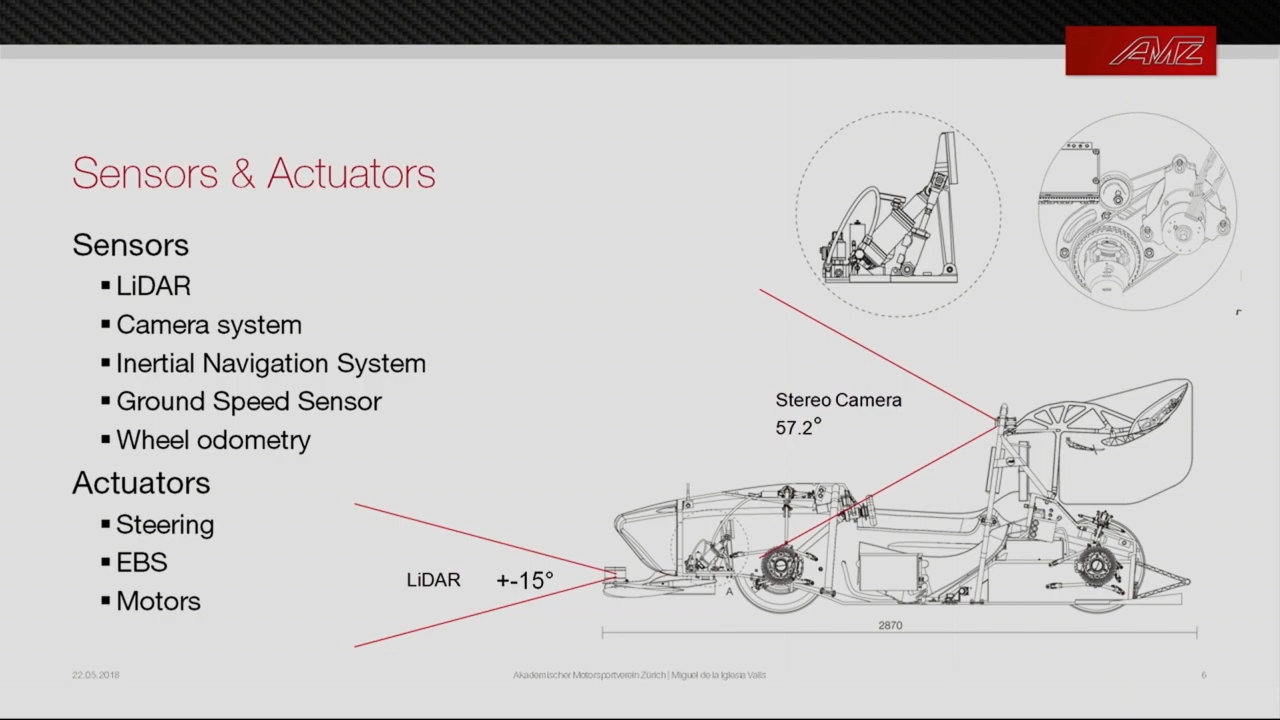 AMZ
Sensors & Actuators
Sensors
▪ LiDAR
▪ Camera system
▪ Inertial Navigation System
▪ Ground Speed Sensor
▪ Wheel odometry
Actuators
▪ Steering
▪ EBS
▪ Motors
Stereo Camera
57.2°
LiDAR +-15°
A
2870
22.05.2018
Akademischer Motorsportverein Zürich | Miguel de la Iglesia Valls
6